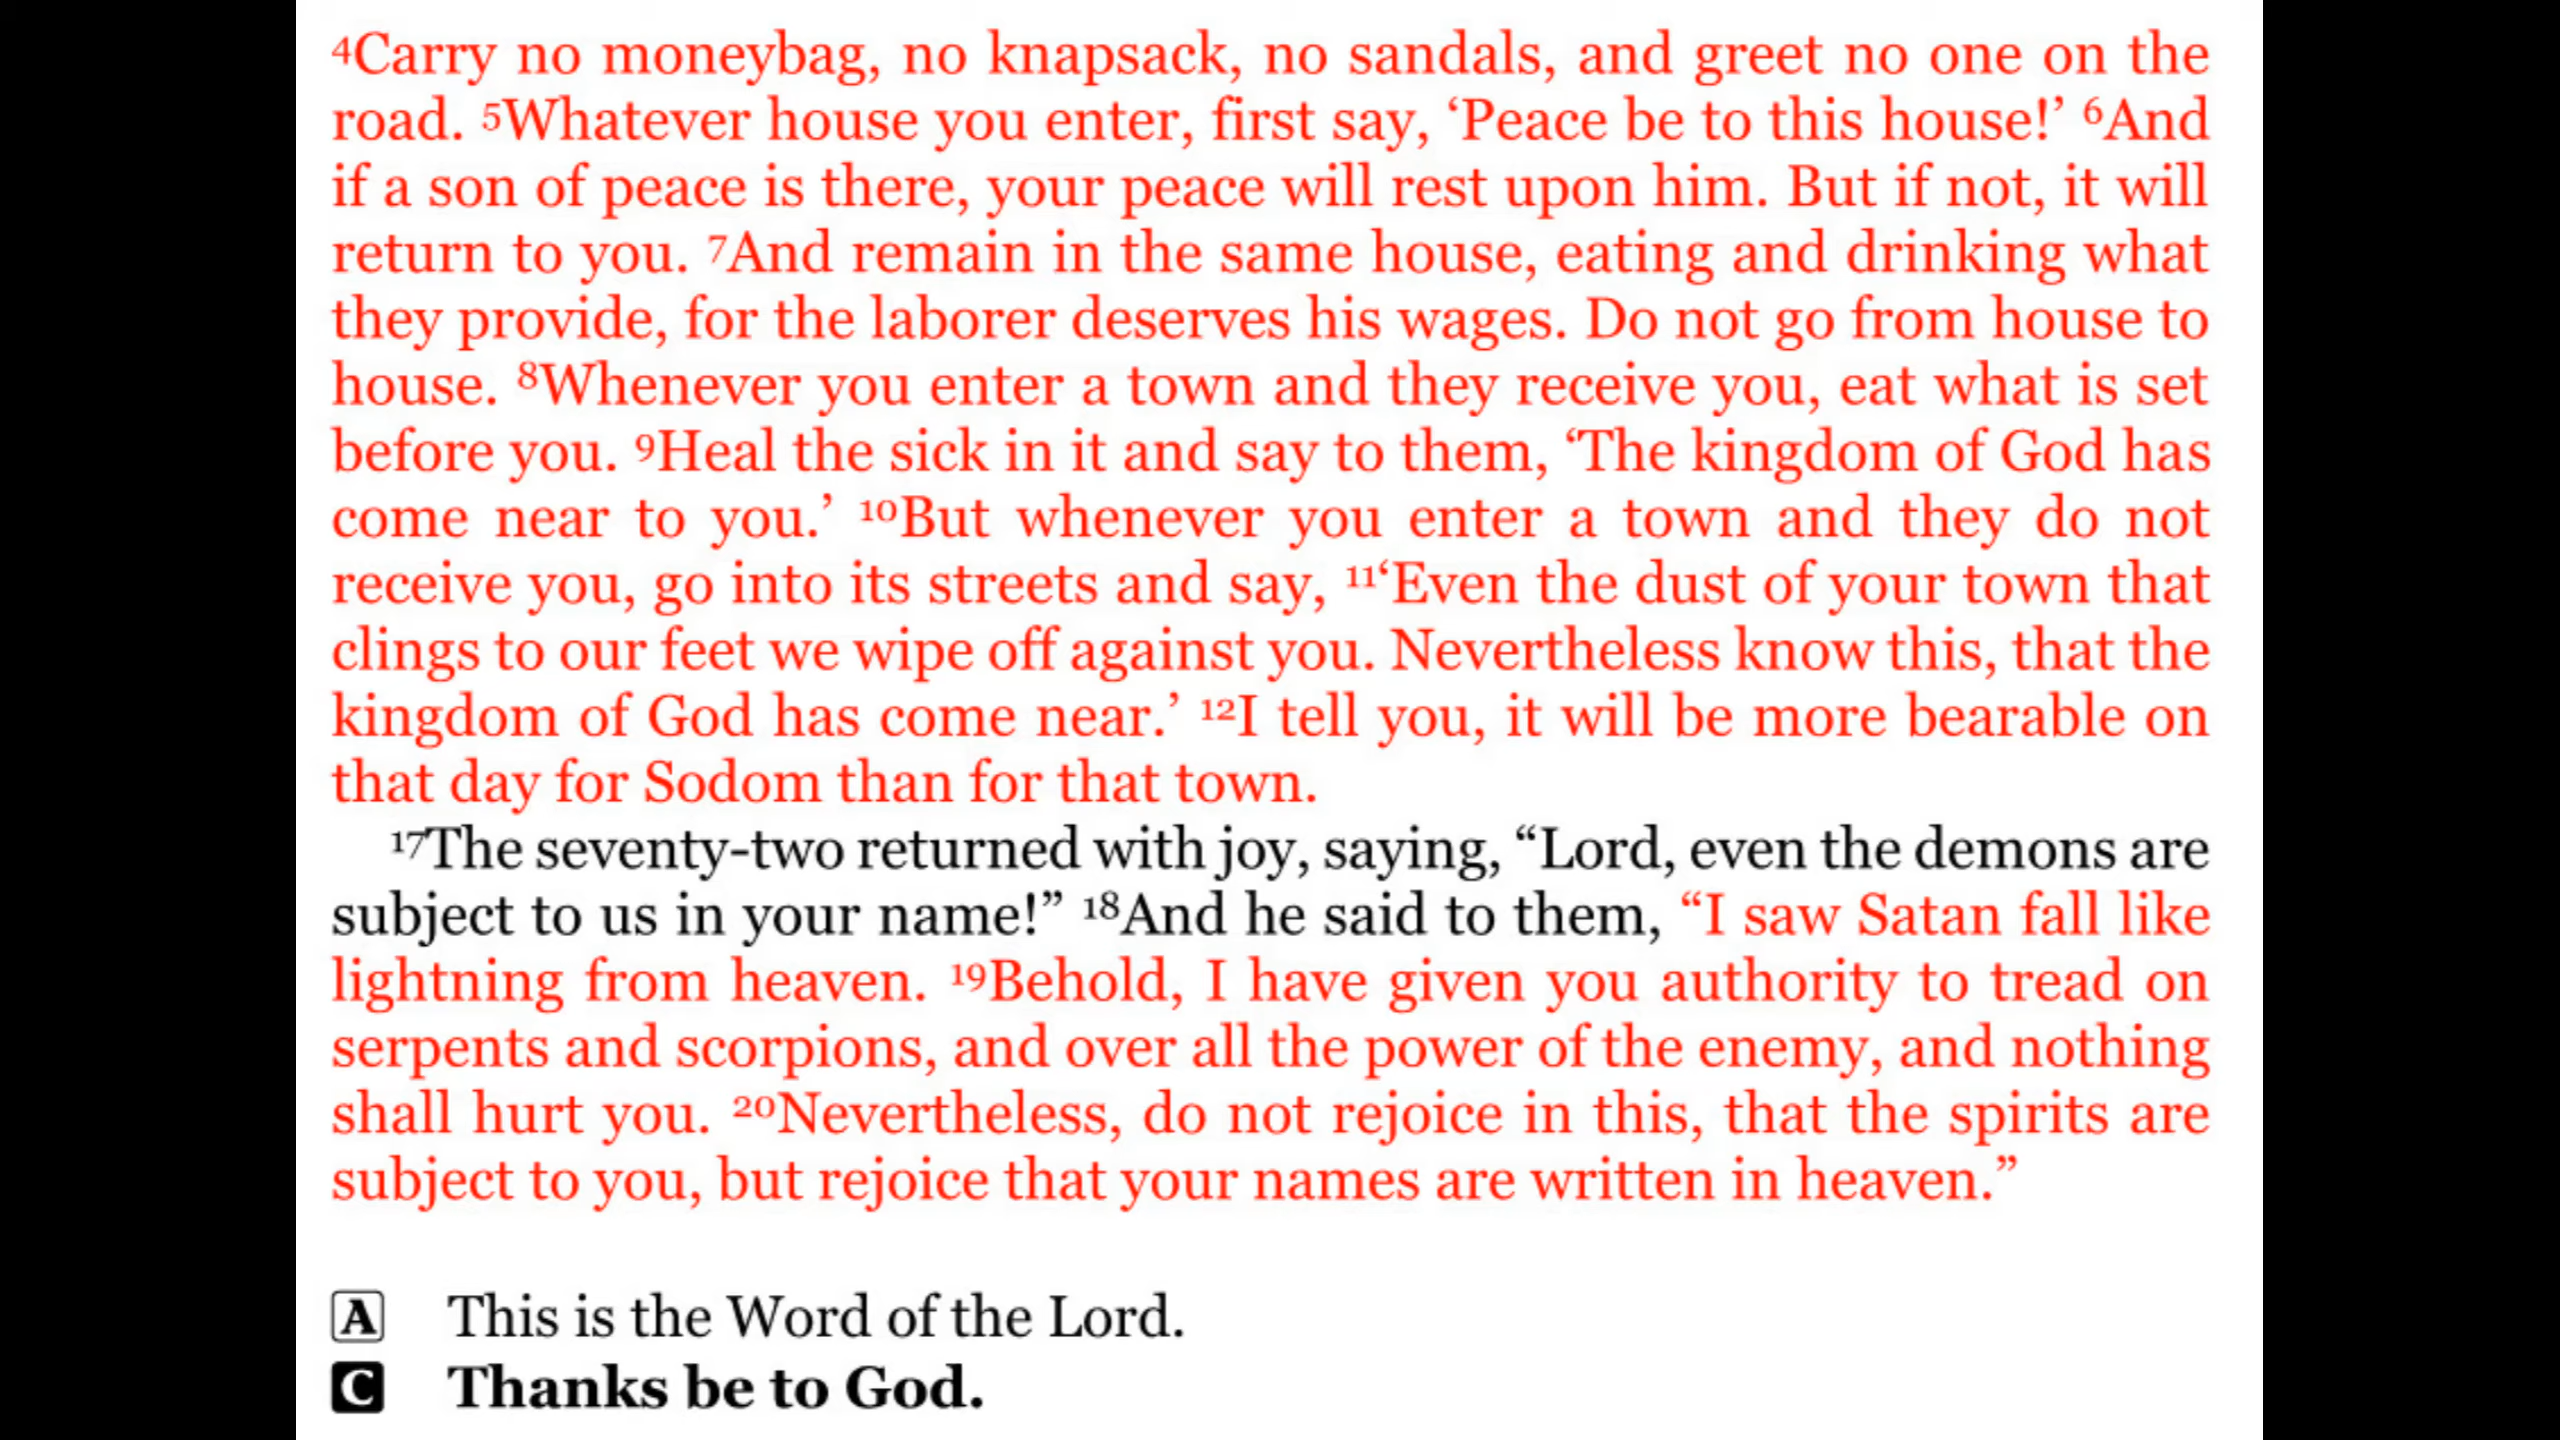 ⁴Carry no moneybag, no knapsack, no sandals, and greet no one on the
road. ⁵Whatever house you enter, first say, ‘Peace be to this house!’ ⁶And
if a son of peace is there, your peace will rest upon him. But if not, it will
return to you. ⁷And remain in the same house, eating and drinking what
they provide, for the laborer deserves his wages. Do not go from house to
house. ⁸Whenever you enter a town and they receive you, eat what is set
before you. ⁹Heal the sick in it and say to them, ‘The kingdom of God has
come near to you.’ ¹⁰But whenever you enter a town and they do not
receive you, go into its streets and say, ¹¹‘Even the dust of your town that
clings to our feet we wipe off against you. Nevertheless know this, that the
kingdom of God has come near.’ ¹²I tell you, it will be more bearable on
that day for Sodom than for that town.
¹⁷The seventy-two returned with joy, saying, “Lord, even the demons are
subject to us in your name!” ¹⁸And he said to them, “I saw Satan fall like
lightning from heaven. ¹⁹Behold, I have given you authority to tread on
serpents and scorpions, and over all the power of the enemy, and nothing
shall hurt you. ²⁰Nevertheless, do not rejoice in this, that the spirits are
subject to you, but rejoice that your names are written in heaven.”
A This is the Word of the Lord.
C Thanks be to God.